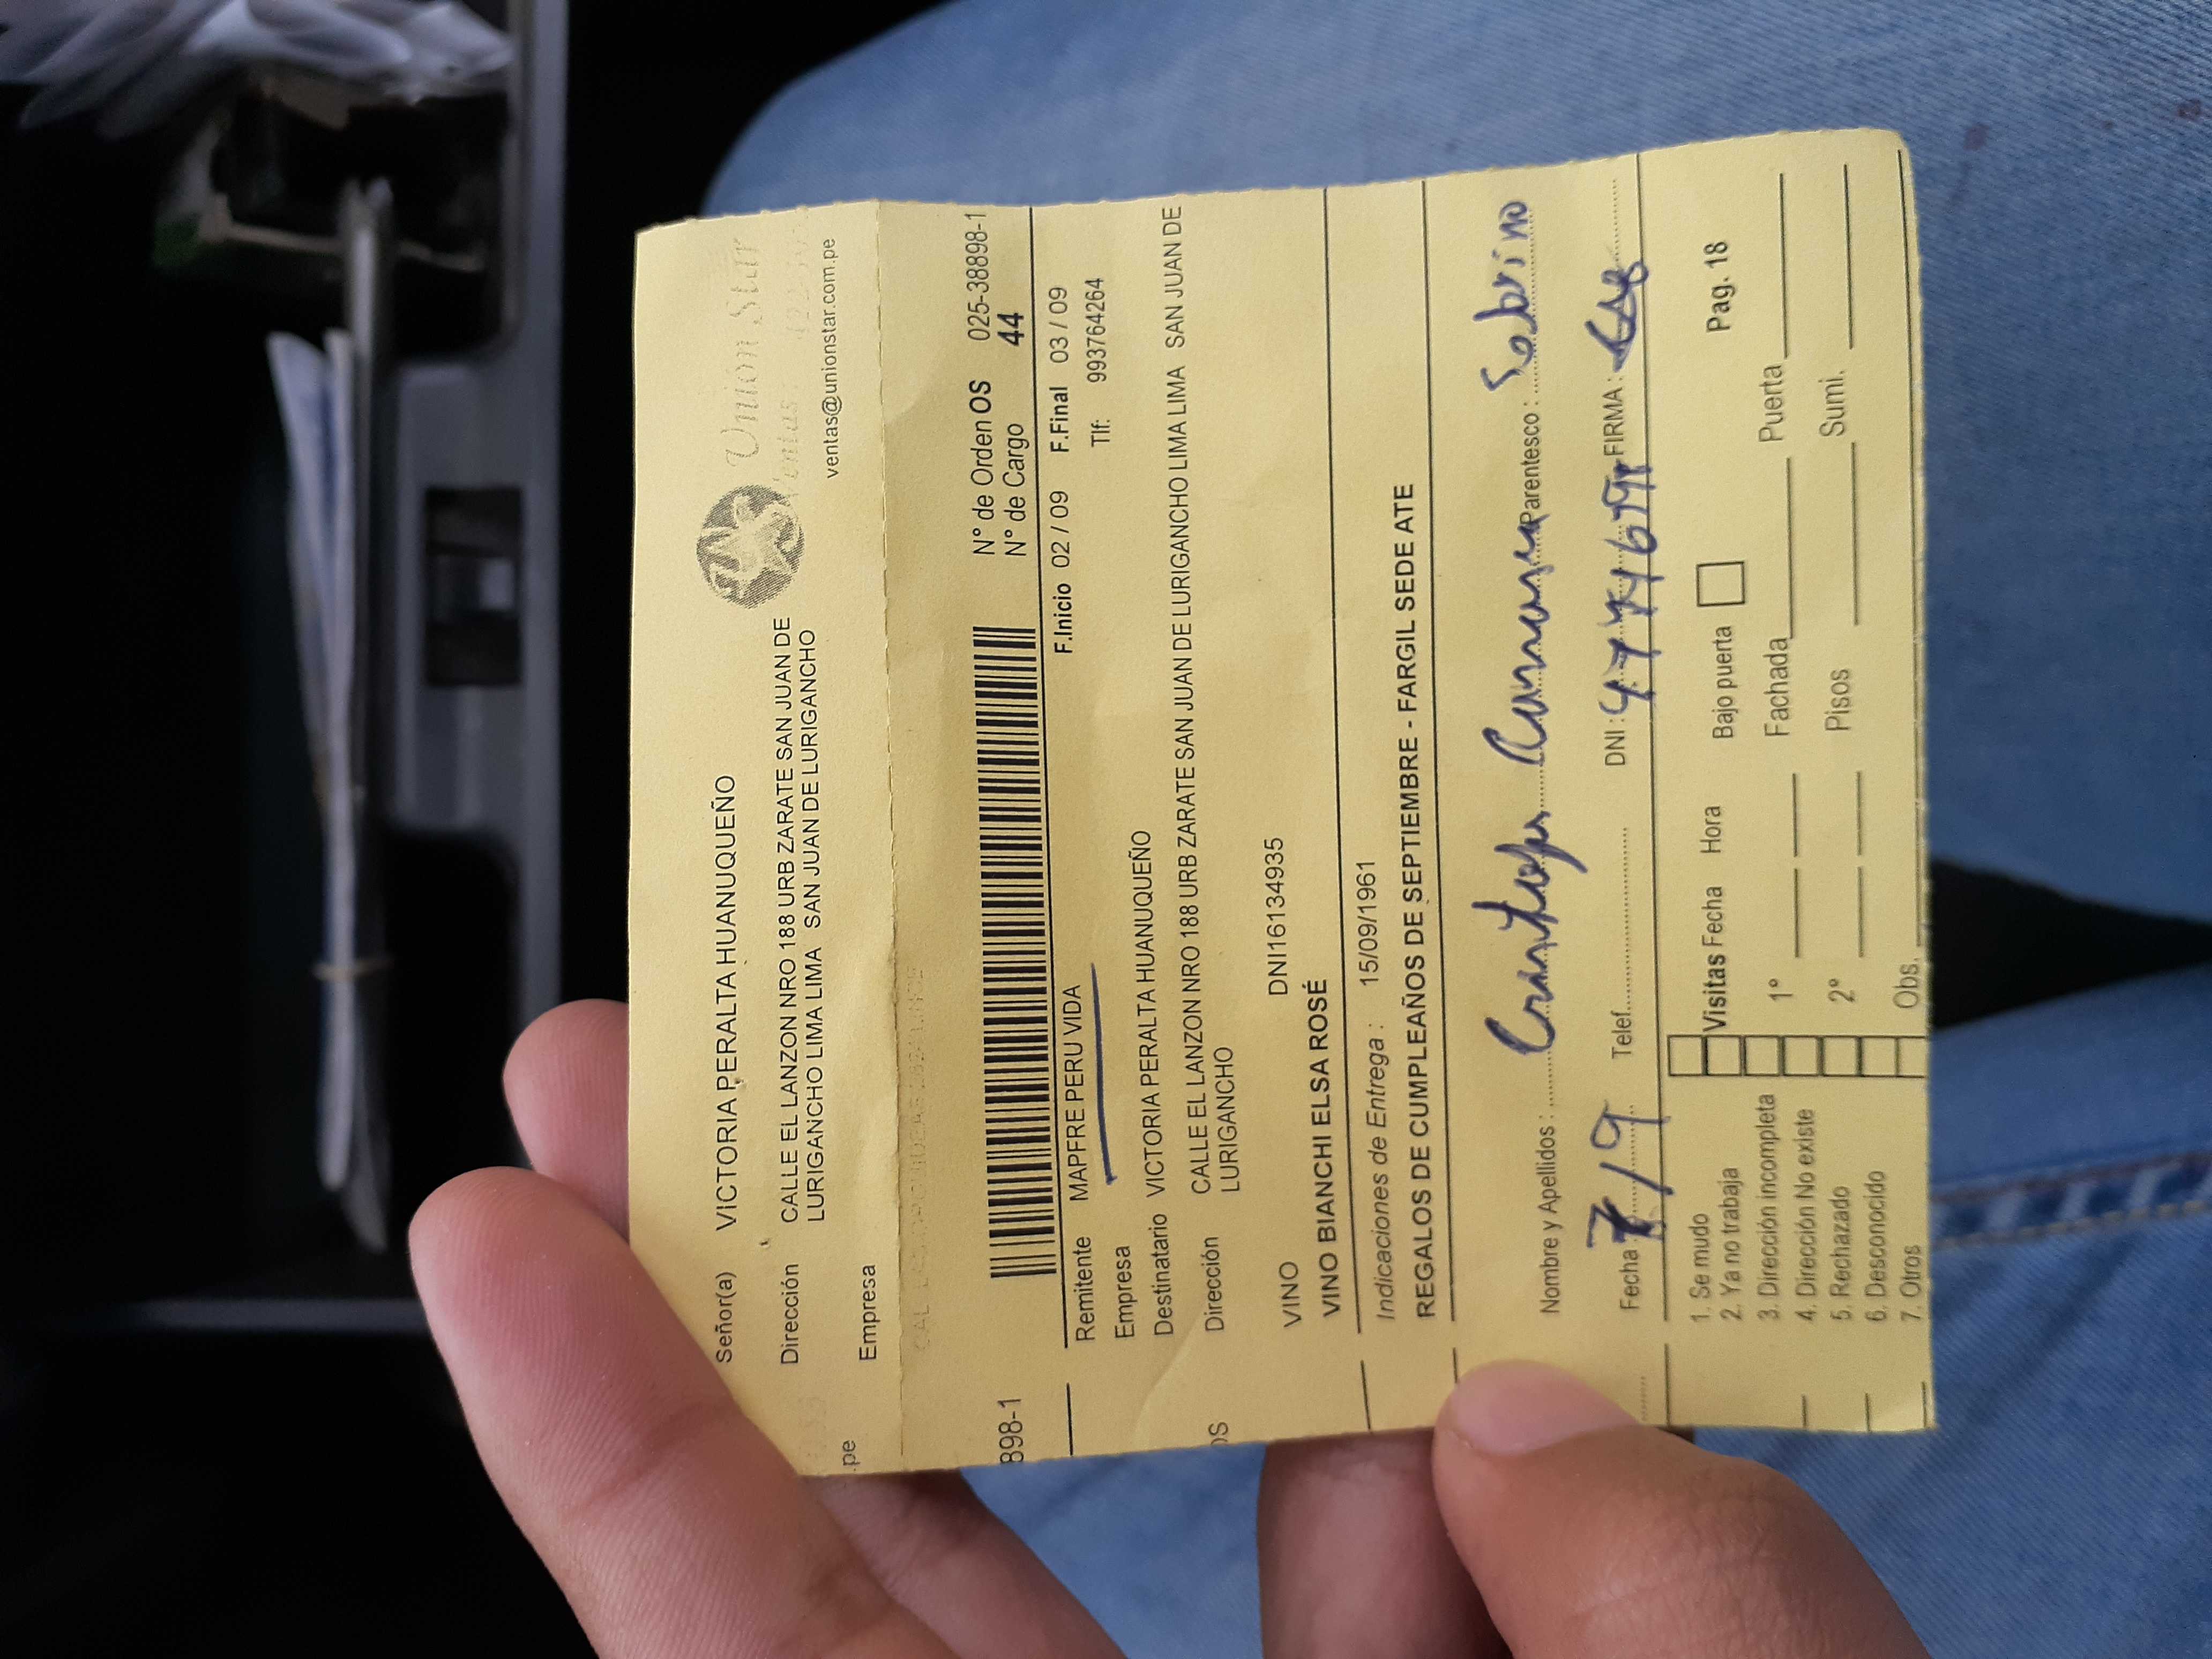 Señor(a) VICTORIA PERALTA HUANUQUEÑO
Union Star
Ventas
Dirección CALLE EL LANZON NRO 188 URB ZARATE SAN JUAN DE
LURIGANCHO LIMA LIMA SAN JUAN DE LURIGANCHO
ventas@unionstar.com.pe
.pe
Empresa
N° de Orden OS 025-38898-1
898-1
N° de Cargo 44
F.Inicio 02 / 09 F.Final 03 / 09
Remitente MAPFRE PERU VIDA
Tlf: 993764264
Empresa
Destinatario VICTORIA PERALTA HUANUQUEÑO
Dirección CALLE EL LANZON NRO 188 URB ZARATE SAN JUAN DE LURIGANCHO LIMA LIMA SAN JUAN DE
LURIGANCHO
OS
VINO DNI16134935
VINO BIANCHI ELSA ROSÉ
Indicaciones de Entrega : 15/09/1961
REGALOS DE CUMPLEAÑOS DE SEPTIEMBRE - FARGIL SEDE ATE
Nombre y Apellidos : Parentesco : Sobrino
Fecha : 7/9 Telef. DNI : FIRMA :
1. Se mudo
2. Ya no trabaja
3. Dirección incompleta
4. Dirección No existe
5. Rechazado
6. Desconocido
7. Otros
Visitas Fecha Hora Bajo puerta Pag. 18
1° Fachada Puerta
2° Pisos Sumi.
Obs.